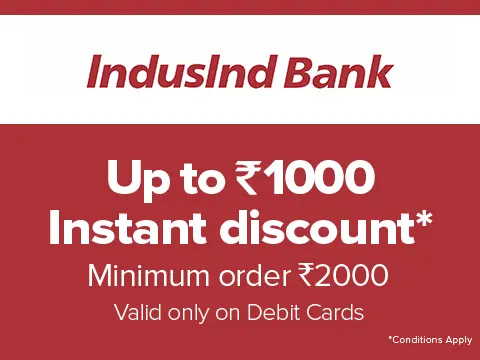 IndusInd Bank
Up to ₹1000
Instant discount*
Minimum order ₹2000
Valid only on Debit Cards
*Conditions Apply